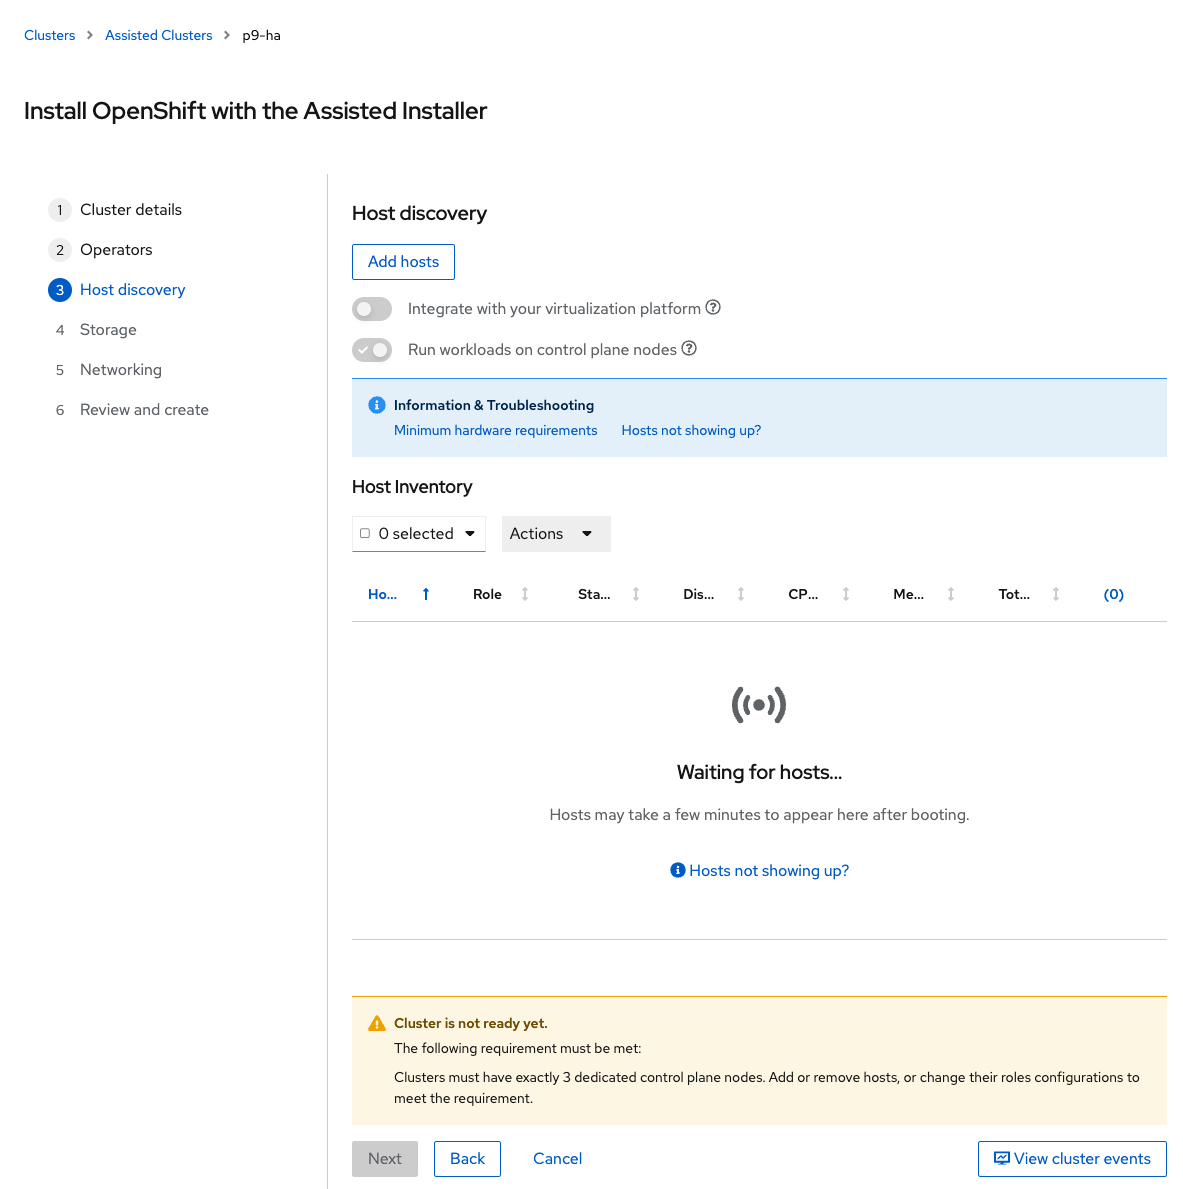 Clusters > Assisted Clusters > p9-ha
Install OpenShift with the Assisted Installer
1 Cluster details
2 Operators
3 Host discovery
4 Storage
5 Networking
6 Review and create
Host discovery
Add hosts
Integrate with your virtualization platform
Run workloads on control plane nodes
Information & Troubleshooting
Minimum hardware requirements Hosts not showing up?
Host Inventory
0 selected Actions
Ho... Role Sta... Dis... CP... Me... Tot... (0)
Waiting for hosts...
Hosts may take a few minutes to appear here after booting.
Hosts not showing up?
Cluster is not ready yet.
The following requirement must be met:
Clusters must have exactly 3 dedicated control plane nodes. Add or remove hosts, or change their roles configurations to
meet the requirement.
Next Back Cancel View cluster events